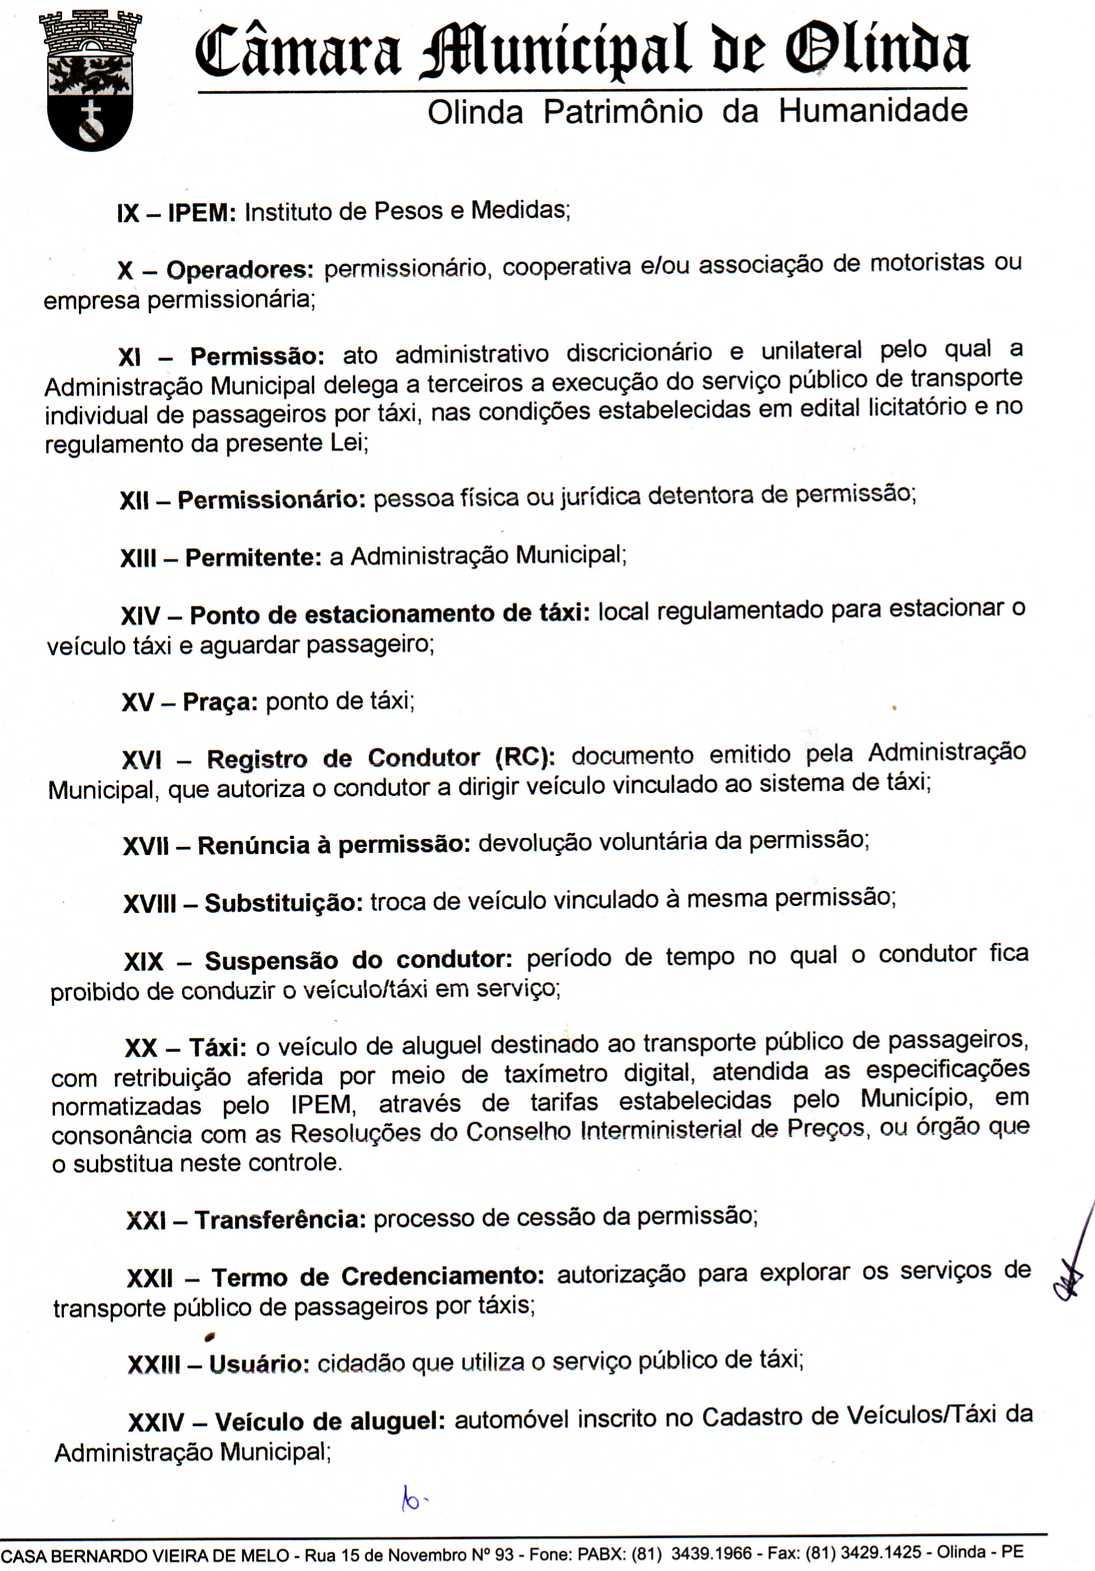 Câmara Municipal de Olinda
Olinda Patrimônio da Humanidade
IX – IPEM: Instituto de Pesos e Medidas;
X – Operadores: permissionário, cooperativa e/ou associação de motoristas ou
empresa permissionária;
XI – Permissão: ato administrativo discricionário e unilateral pelo qual a
Administração Municipal delega a terceiros a execução do serviço público de transporte
individual de passageiros por táxi, nas condições estabelecidas em edital licitatório e no
regulamento da presente Lei;
XII – Permissionário: pessoa física ou jurídica detentora de permissão;
XIII – Permitente: a Administração Municipal;
XIV – Ponto de estacionamento de táxi: local regulamentado para estacionar o
veículo táxi e aguardar passageiro;
XV – Praça: ponto de táxi;
XVI – Registro de Condutor (RC): documento emitido pela Administração
Municipal, que autoriza o condutor a dirigir veículo vinculado ao sistema de táxi;
XVII – Renúncia à permissão: devolução voluntária da permissão;
XVIII – Substituição: troca de veículo vinculado à mesma permissão;
XIX – Suspensão do condutor: período de tempo no qual o condutor fica
proibido de conduzir o veículo/táxi em serviço;
XX – Táxi: o veículo de aluguel destinado ao transporte público de passageiros,
com retribuição aferida por meio de taxímetro digital, atendida as especificações
normatizadas pelo IPEM, através de tarifas estabelecidas pelo Município, em
consonância com as Resoluções do Conselho Interministerial de Preços, ou órgão que
o substitua neste controle.
XXI – Transferência: processo de cessão da permissão;
XXII – Termo de Credenciamento: autorização para explorar os serviços de
transporte público de passageiros por táxis;
XXIII – Usuário: cidadão que utiliza o serviço público de táxi;
XXIV – Veículo de aluguel: automóvel inscrito no Cadastro de Veículos/Táxi da
Administração Municipal;
CASA BERNARDO VIEIRA DE MELO - Rua 15 de Novembro Nº 93 - Fone: PABX: (81) 3439.1966 - Fax: (81) 3429.1425 - Olinda - PE